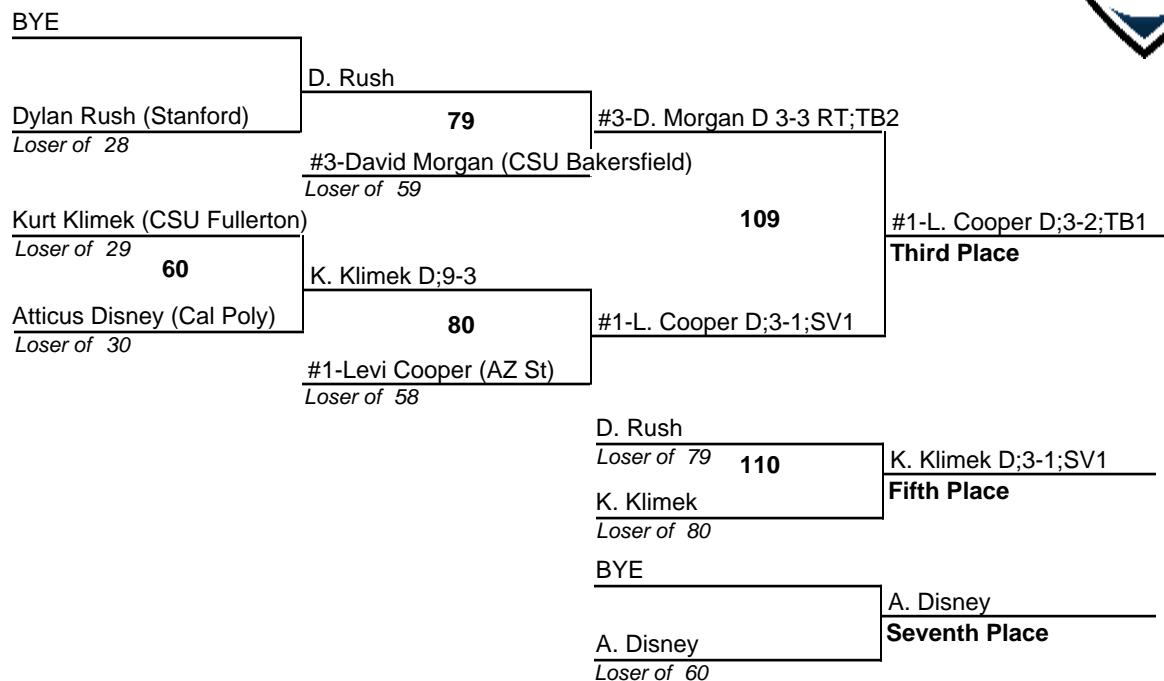 BYE
D. Rush
Dylan Rush (Stanford)
79
#3-D. Morgan D 3-3 RT;TB2
Loser of 28
#3-David Morgan (CSU Bakersfield)
Loser of 59
Kurt Klimek (CSU Fullerton)
109
#1-L. Cooper D;3-2;TB1
Loser of 29
Third Place
60
K. Klimek D;9-3
Atticus Disney (Cal Poly)
80
#1-L. Cooper D;3-1;SV1
Loser of 30
#1-Levi Cooper (AZ St)
Loser of 58
D. Rush
Loser of 79
110
K. Klimek D;3-1;SV1
Fifth Place
K. Klimek
Loser of 80
BYE
A. Disney
Seventh Place
A. Disney
Loser of 60